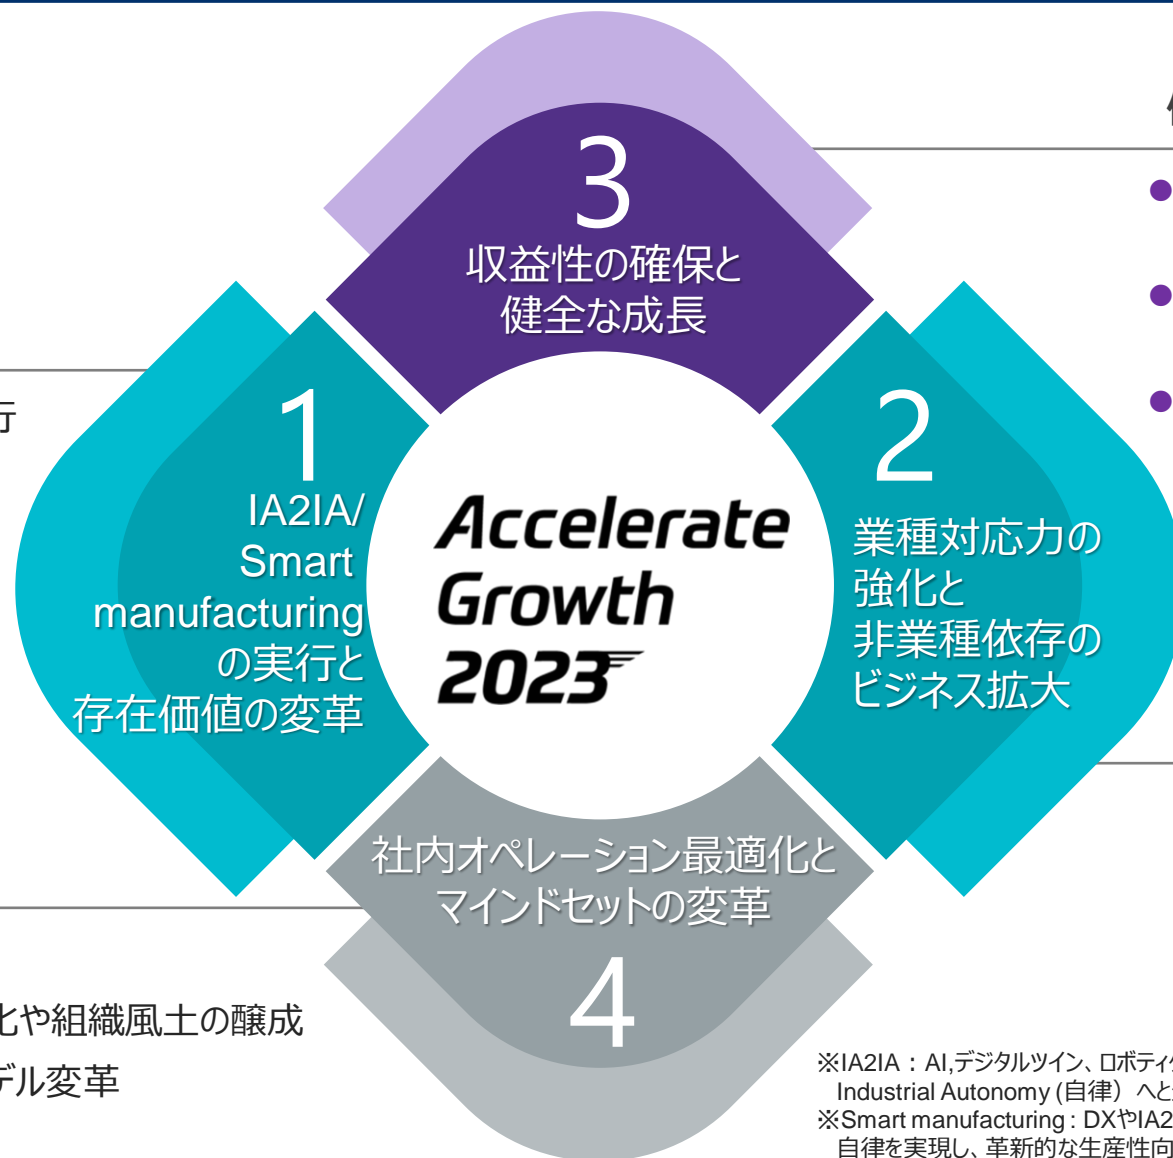 3
収益性の確保と
健全な成長
行
1
IA2IA/
Smart
manufacturing
の実行と
存在価値の変革
Accelerate
Growth
2023
2
業種対応力の
強化と
非業種依存の
ビジネス拡大
社内オペレーション最適化と
マインドセットの変革
4
化や組織風土の醸成
デル変革
※IA2IA：AI,デジタルツイン、ロボティク
Industrial Autonomy (自律）へと
※Smart manufacturing : DXやIA2
自律を実現し、革新的な生産性向